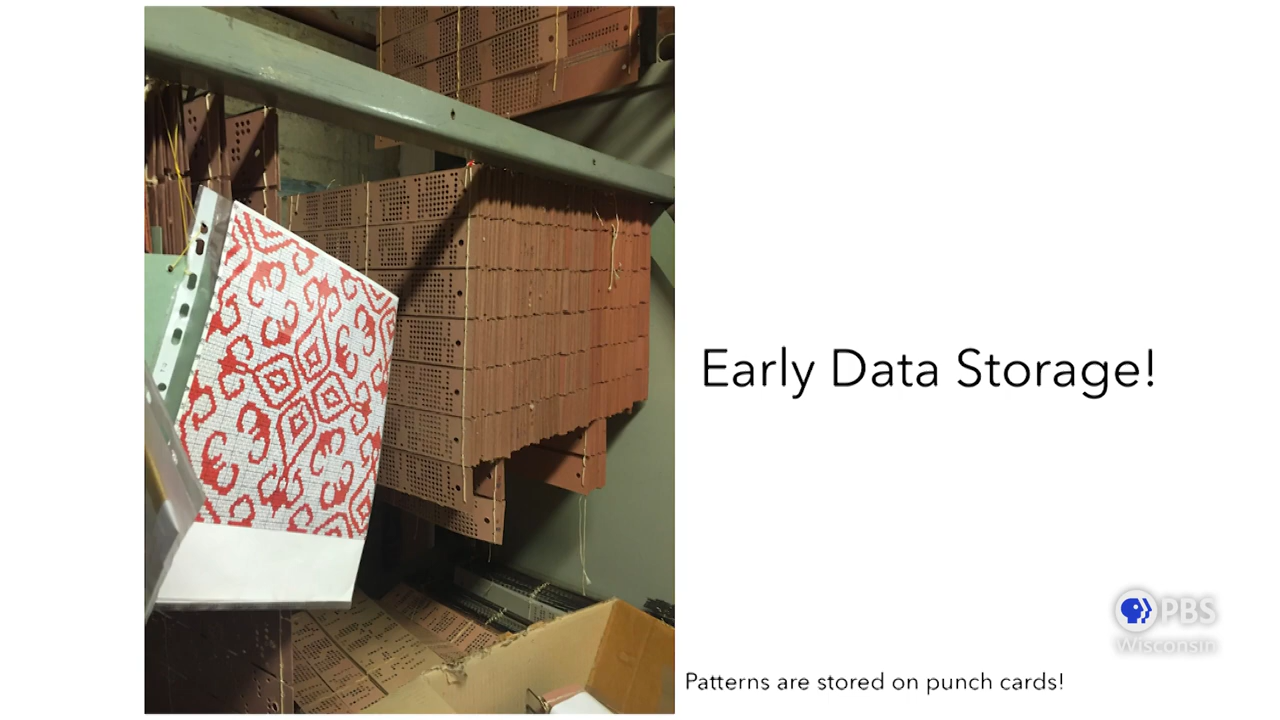 Early Data Storage!
PBS
Wisconsin
Patterns are stored on punch cards!